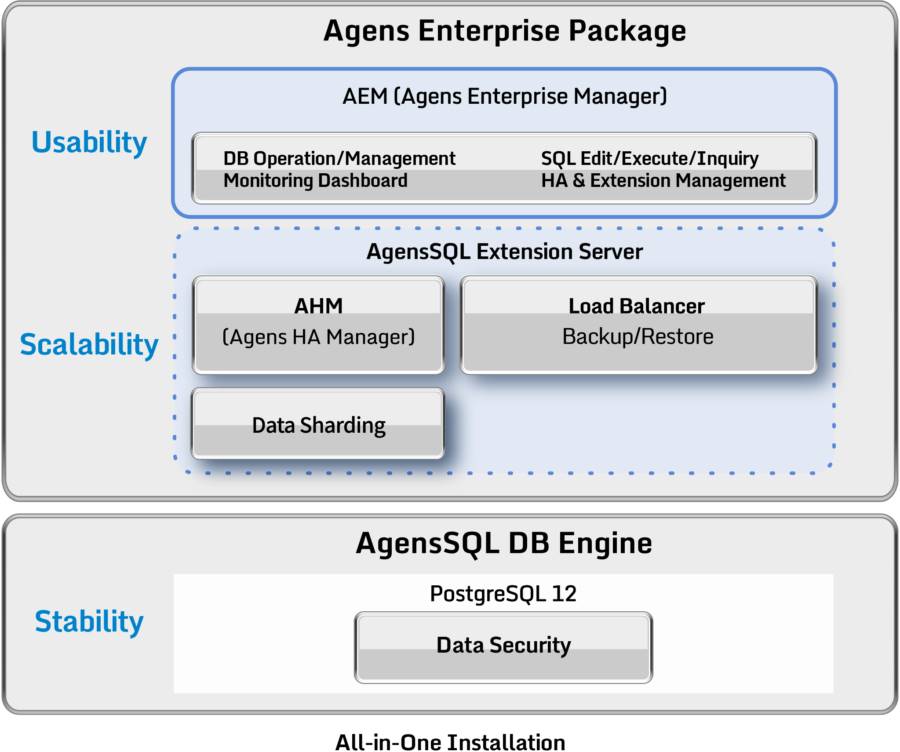 Agens Enterprise Package
AEM (Agens Enterprise Manager)
Usability
DB Operation/Management
SQL Edit/Execute/Inquiry
Monitoring Dashboard
HA & Extension Management
AgensSQL Extension Server
Scalability
AHM
(Agens HA Manager)
Load Balancer
Backup/Restore
Data Sharding
AgensSQL DB Engine
Stability
PostgreSQL 12
Data Security
All-in-One Installation